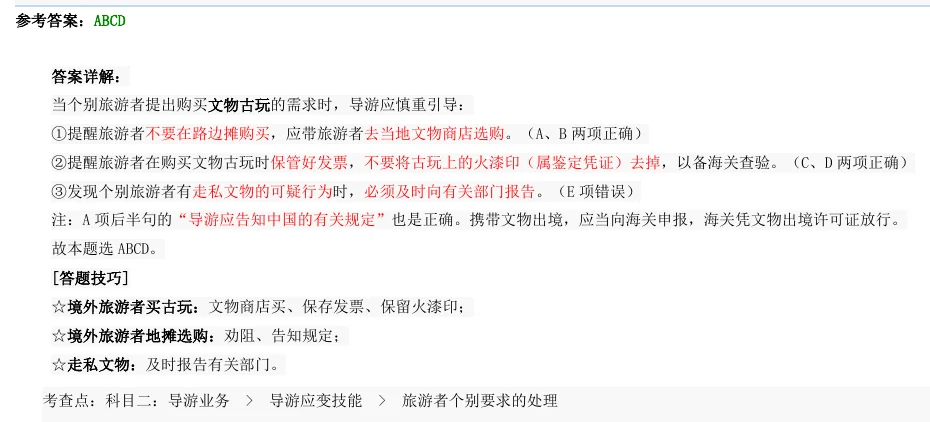 参考答案：ABCD
答案详解：
当个别旅游者提出购买文物古玩的需求时，导游应慎重引导：
①提醒旅游者不要在路边摊购买，应带旅游者去当地文物商店选购。（A、B 两项正确）
②提醒旅游者在购买文物古玩时保管好发票，不要将古玩上的火漆印（属鉴定凭证）去掉，以备海关查验。（C、D 两项正确）
③发现个别旅游者有走私文物的可疑行为时，必须及时向有关部门报告。（E 项错误）
注：A 项后半句的“导游应告知中国的有关规定”也是正确。携带文物出境，应当向海关申报，海关凭文物出境许可证放行。
故本题选 ABCD。
[答题技巧]
☆境外旅游者买古玩：文物商店买、保存发票、保留火漆印；
☆境外旅游者地摊选购：劝阻、告知规定；
☆走私文物：及时报告有关部门。
考查点：科目二：导游业务 > 导游应变技能 > 旅游者个别要求的处理